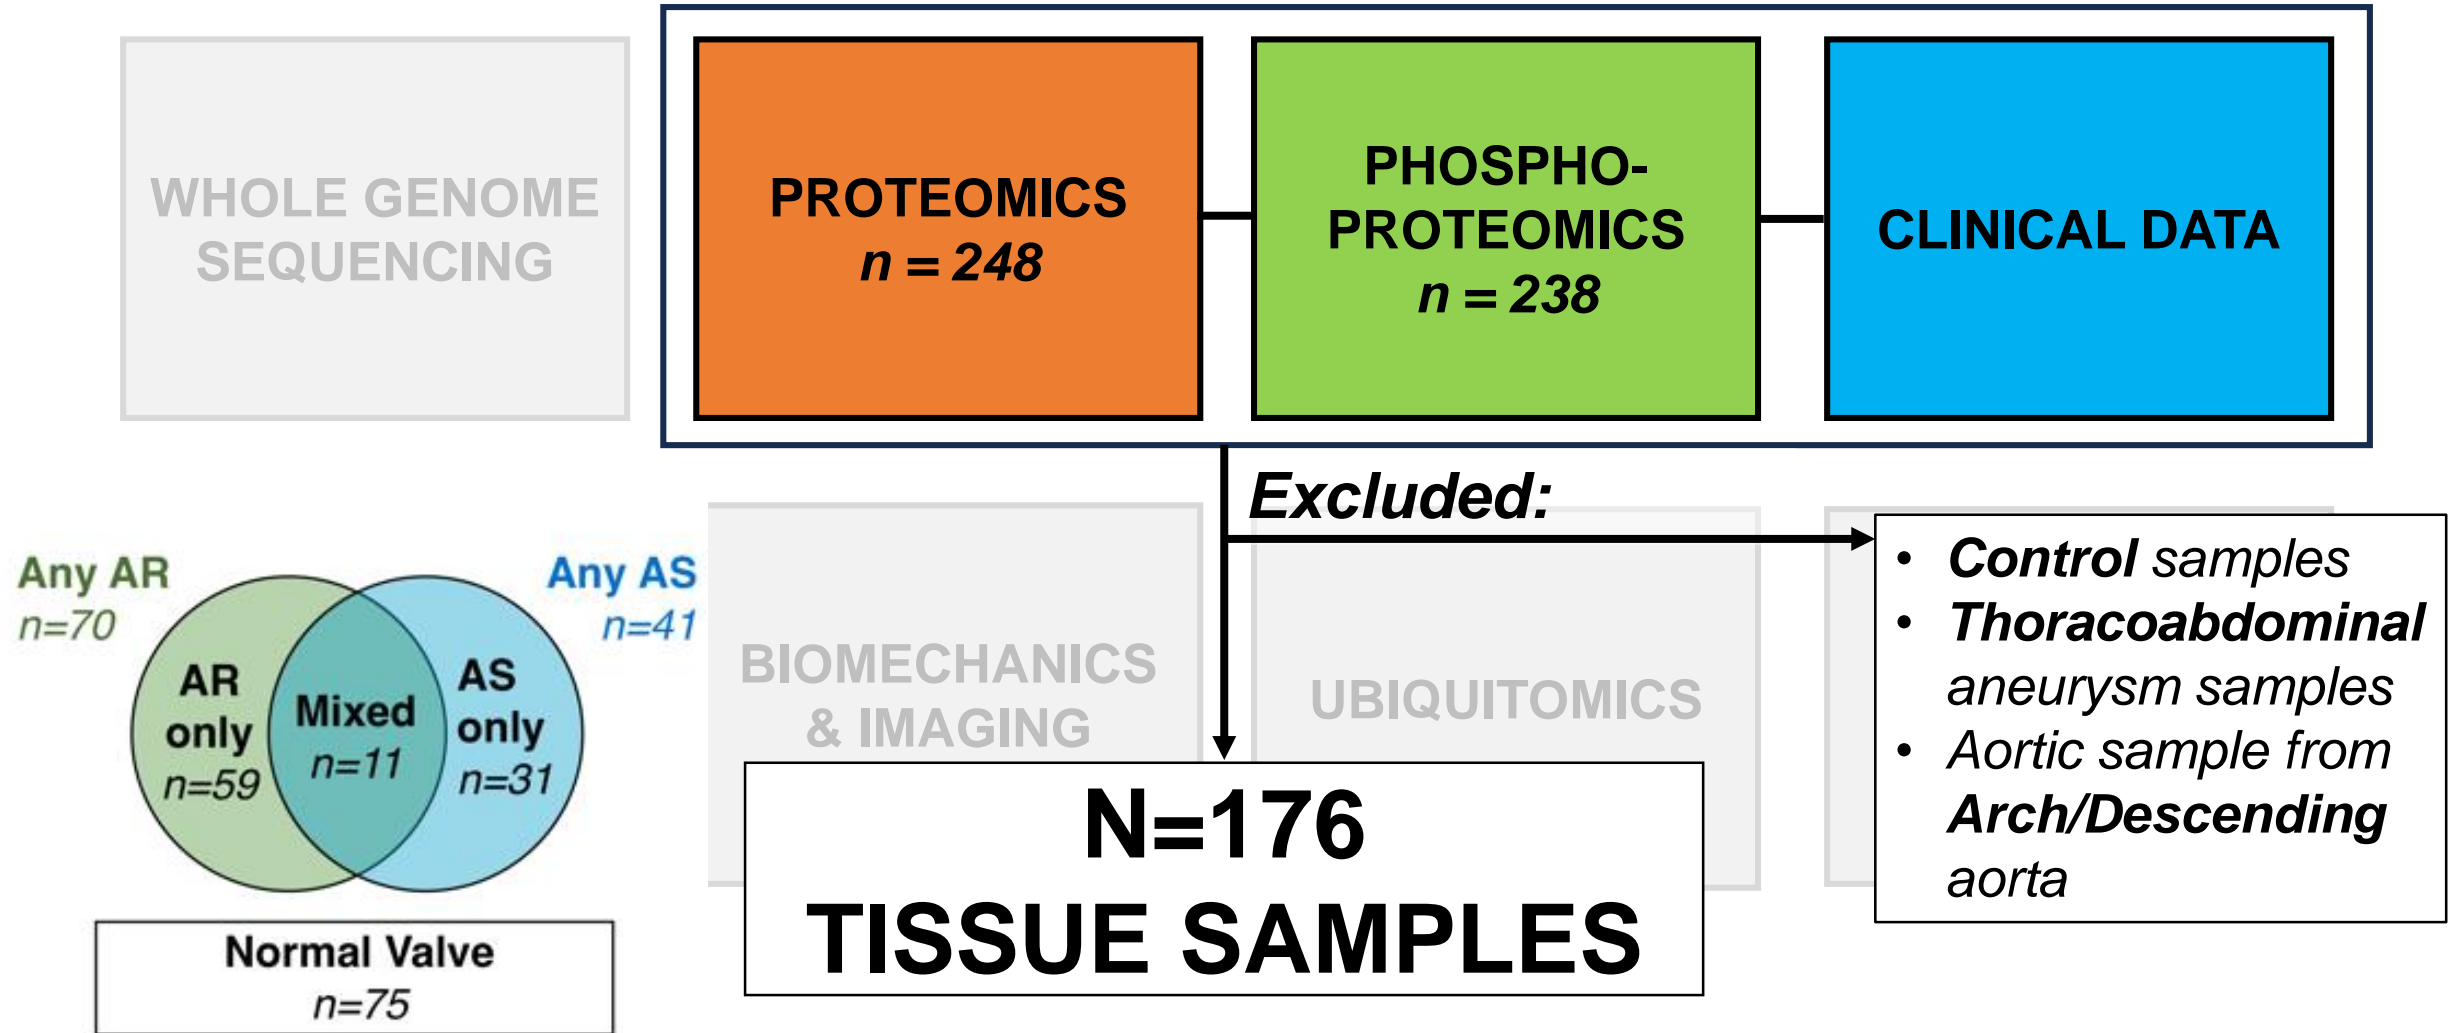 WHOLE GENOME
SEQUENCING
PROTEOMICS
n = 248
PHOSPHO-
PROTEOMICS
n = 238
CLINICAL DATA
Excluded:
• Control samples
• Thoracoabdominal
aneurysm samples
• Aortic sample from
Arch/Descending
aorta
Any AR
n=70
Any AS
n=41
AR
only
n=59
Mixed
n=11
AS
only
n=31
Normal Valve
n=75
BIOMECHANICS
& IMAGING
UBIQUITOMICS
N=176
TISSUE SAMPLES